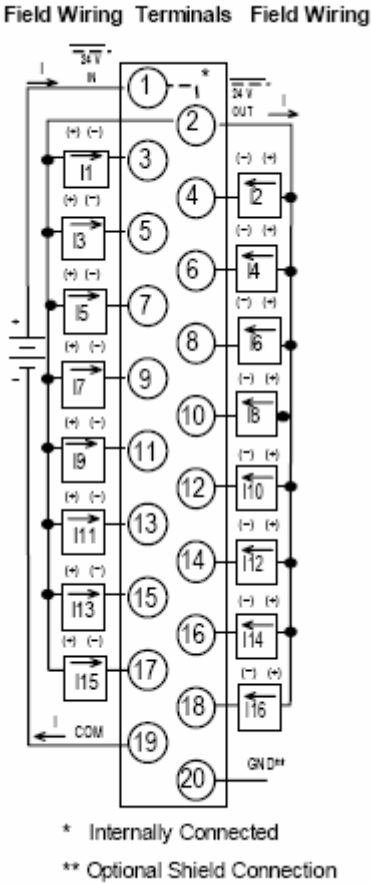 Field Wiring Terminals Field Wiring
24 V
IN
I
1
*
24 V
OUT
I
2
(+) (−)
I1
3
(−) (+)
4
I2
(+) (−)
I3
5
(−) (+)
6
I4
(+) (−)
I5
7
(−) (+)
8
I6
+
−
(+) (−)
I7
9
(−) (+)
10
I8
(+) (−)
I9
11
(−) (+)
12
I10
(+) (−)
I11
13
(−) (+)
14
I12
(+) (−)
I13
15
(−) (+)
16
I14
(+) (−)
I15
17
(−) (+)
18
I16
I
COM
19
20
GND**
* Internally Connected
** Optional Shield Connection